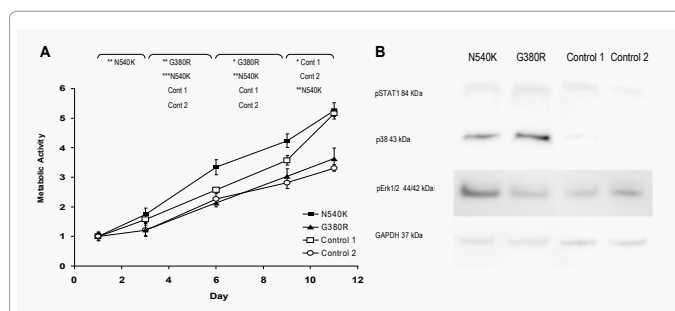 A
** N540K
** G380R
***N540K
Cont 1
Cont 2
* G380R
**N540K
Cont 1
Cont 2
* Cont 1
Cont 2
**N540K
6
5
4
3
2
1
0
Metabolic Activity
0 2 4 6 8 10 12
Day
N540K
G380R
Control 1
Control 2
B
N540K G380R Control 1 Control 2
pSTAT1 84 KDa
p38 43 kDa
pErk1/2 44/42 kDa
GAPDH 37 kDa